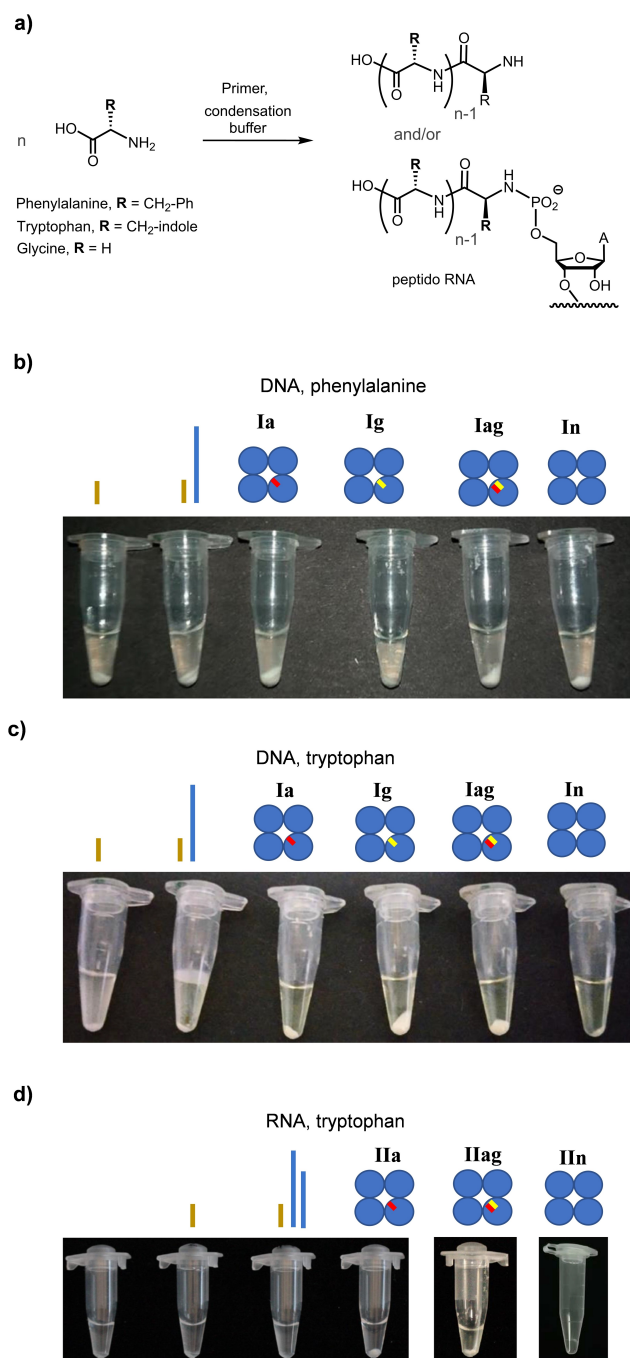 a)
R
HO
O
NH₂
n
Primer,
condensation
buffer
Phenylalanine, R = CH₂-Ph
Tryptophan, R = CH₂-indole
Glycine, R = H
HO
O
R
N
H
O
NH
R
n-1
and/or
HO
O
R
N
H
O
H
N
R
n-1
PO₂
⊖
O
O
A
O
OH
peptido RNA
b)
DNA, phenylalanine
Ia
Ig
Iag
In
c)
DNA, tryptophan
Ia
Ig
Iag
In
d)
RNA, tryptophan
IIa
IIag
IIn